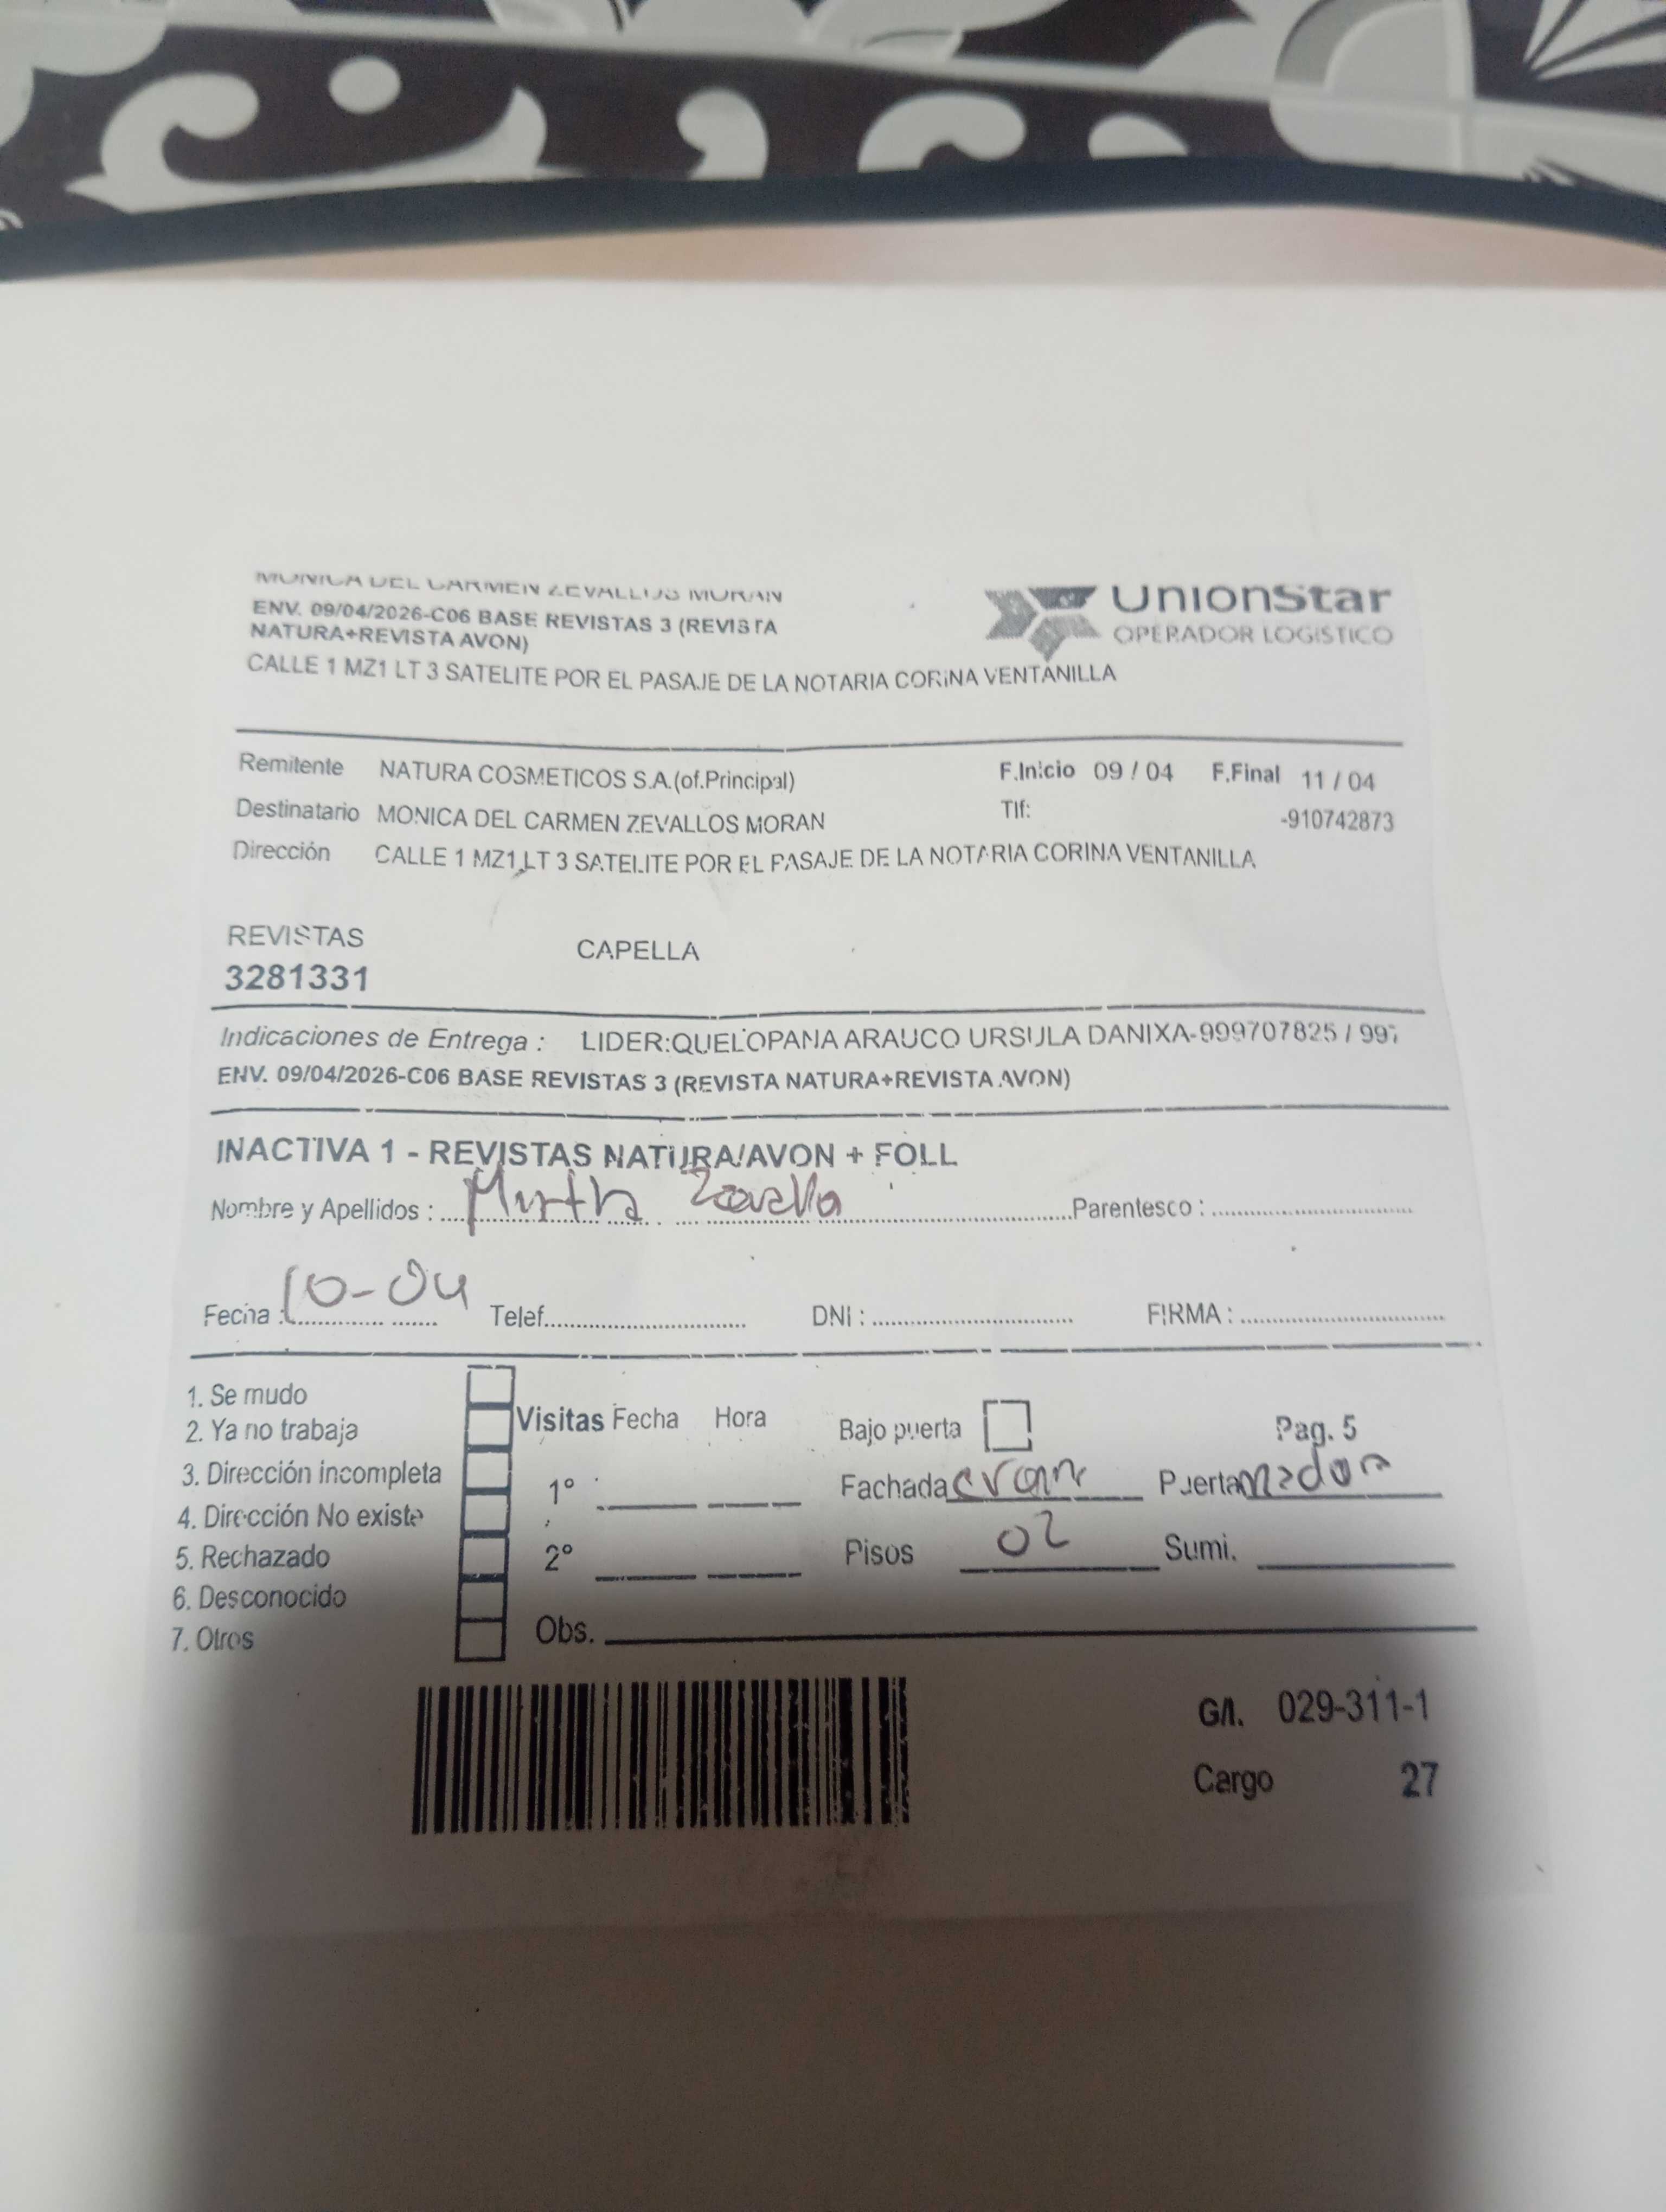 MONICA DEL CARMEN ZEVALLOS MORAN
ENV. 09/04/2026-C06 BASE REVISTAS 3 (REVISTA
NATURA+REVISTA AVON)
CALLE 1 MZ1 LT 3 SATELITE POR EL PASAJE DE LA NOTARIA CORINA VENTANILLA
UnionStar
OPERADOR LOGISTICO
Remitente NATURA COSMETICOS S.A.(of.Principal) F.Inicio 09 / 04 F.Final 11 / 04
Destinatario MONICA DEL CARMEN ZEVALLOS MORAN Tlf: -910742873
Dirección CALLE 1 MZ1 LT 3 SATELITE POR EL PASAJE DE LA NOTARIA CORINA VENTANILLA
REVISTAS CAPELLA
3281331
Indicaciones de Entrega : LIDER:QUELOPANA ARAUCO URSULA DANIXA-999707825 / 997
ENV. 09/04/2026-C06 BASE REVISTAS 3 (REVISTA NATURA+REVISTA AVON)
INACTIVA 1 - REVISTAS NATURA/AVON + FOLL
Nombre y Apellidos : Mirtha Parentesco :
Fecha : 10-04 Telef. DNI : FIRMA :
1. Se mudo
2. Ya no trabaja
3. Dirección incompleta
4. Dirección No existe
5. Rechazado
6. Desconocido
7. Otros
Visitas Fecha Hora
1º
2º
Obs.
Bajo puerta Pag. 5
Fachada Puerta
Pisos 02 Sumi.
G/I. 029-311-1
Cargo 27